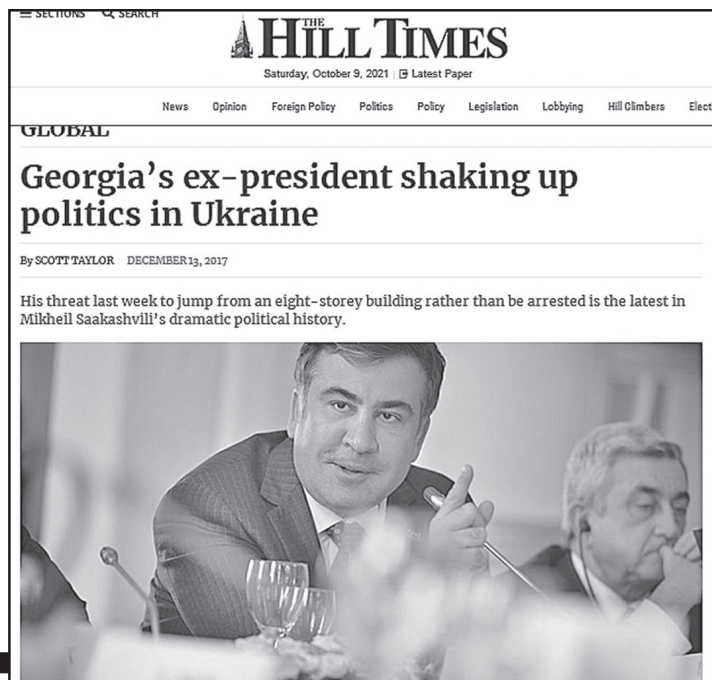 SECTIONS SEARCH
THE
HILL TIMES
Saturday, October 9, 2021 | Latest Paper
News Opinion Foreign Policy Politics Policy Legislation Lobbying Hill Climbers Elect
GLOBAL
Georgia’s ex-president shaking up
politics in Ukraine
By SCOTT TAYLOR DECEMBER 13, 2017
His threat last week to jump from an eight-storey building rather than be arrested is the latest in
Mikheil Saakashvili’s dramatic political history.